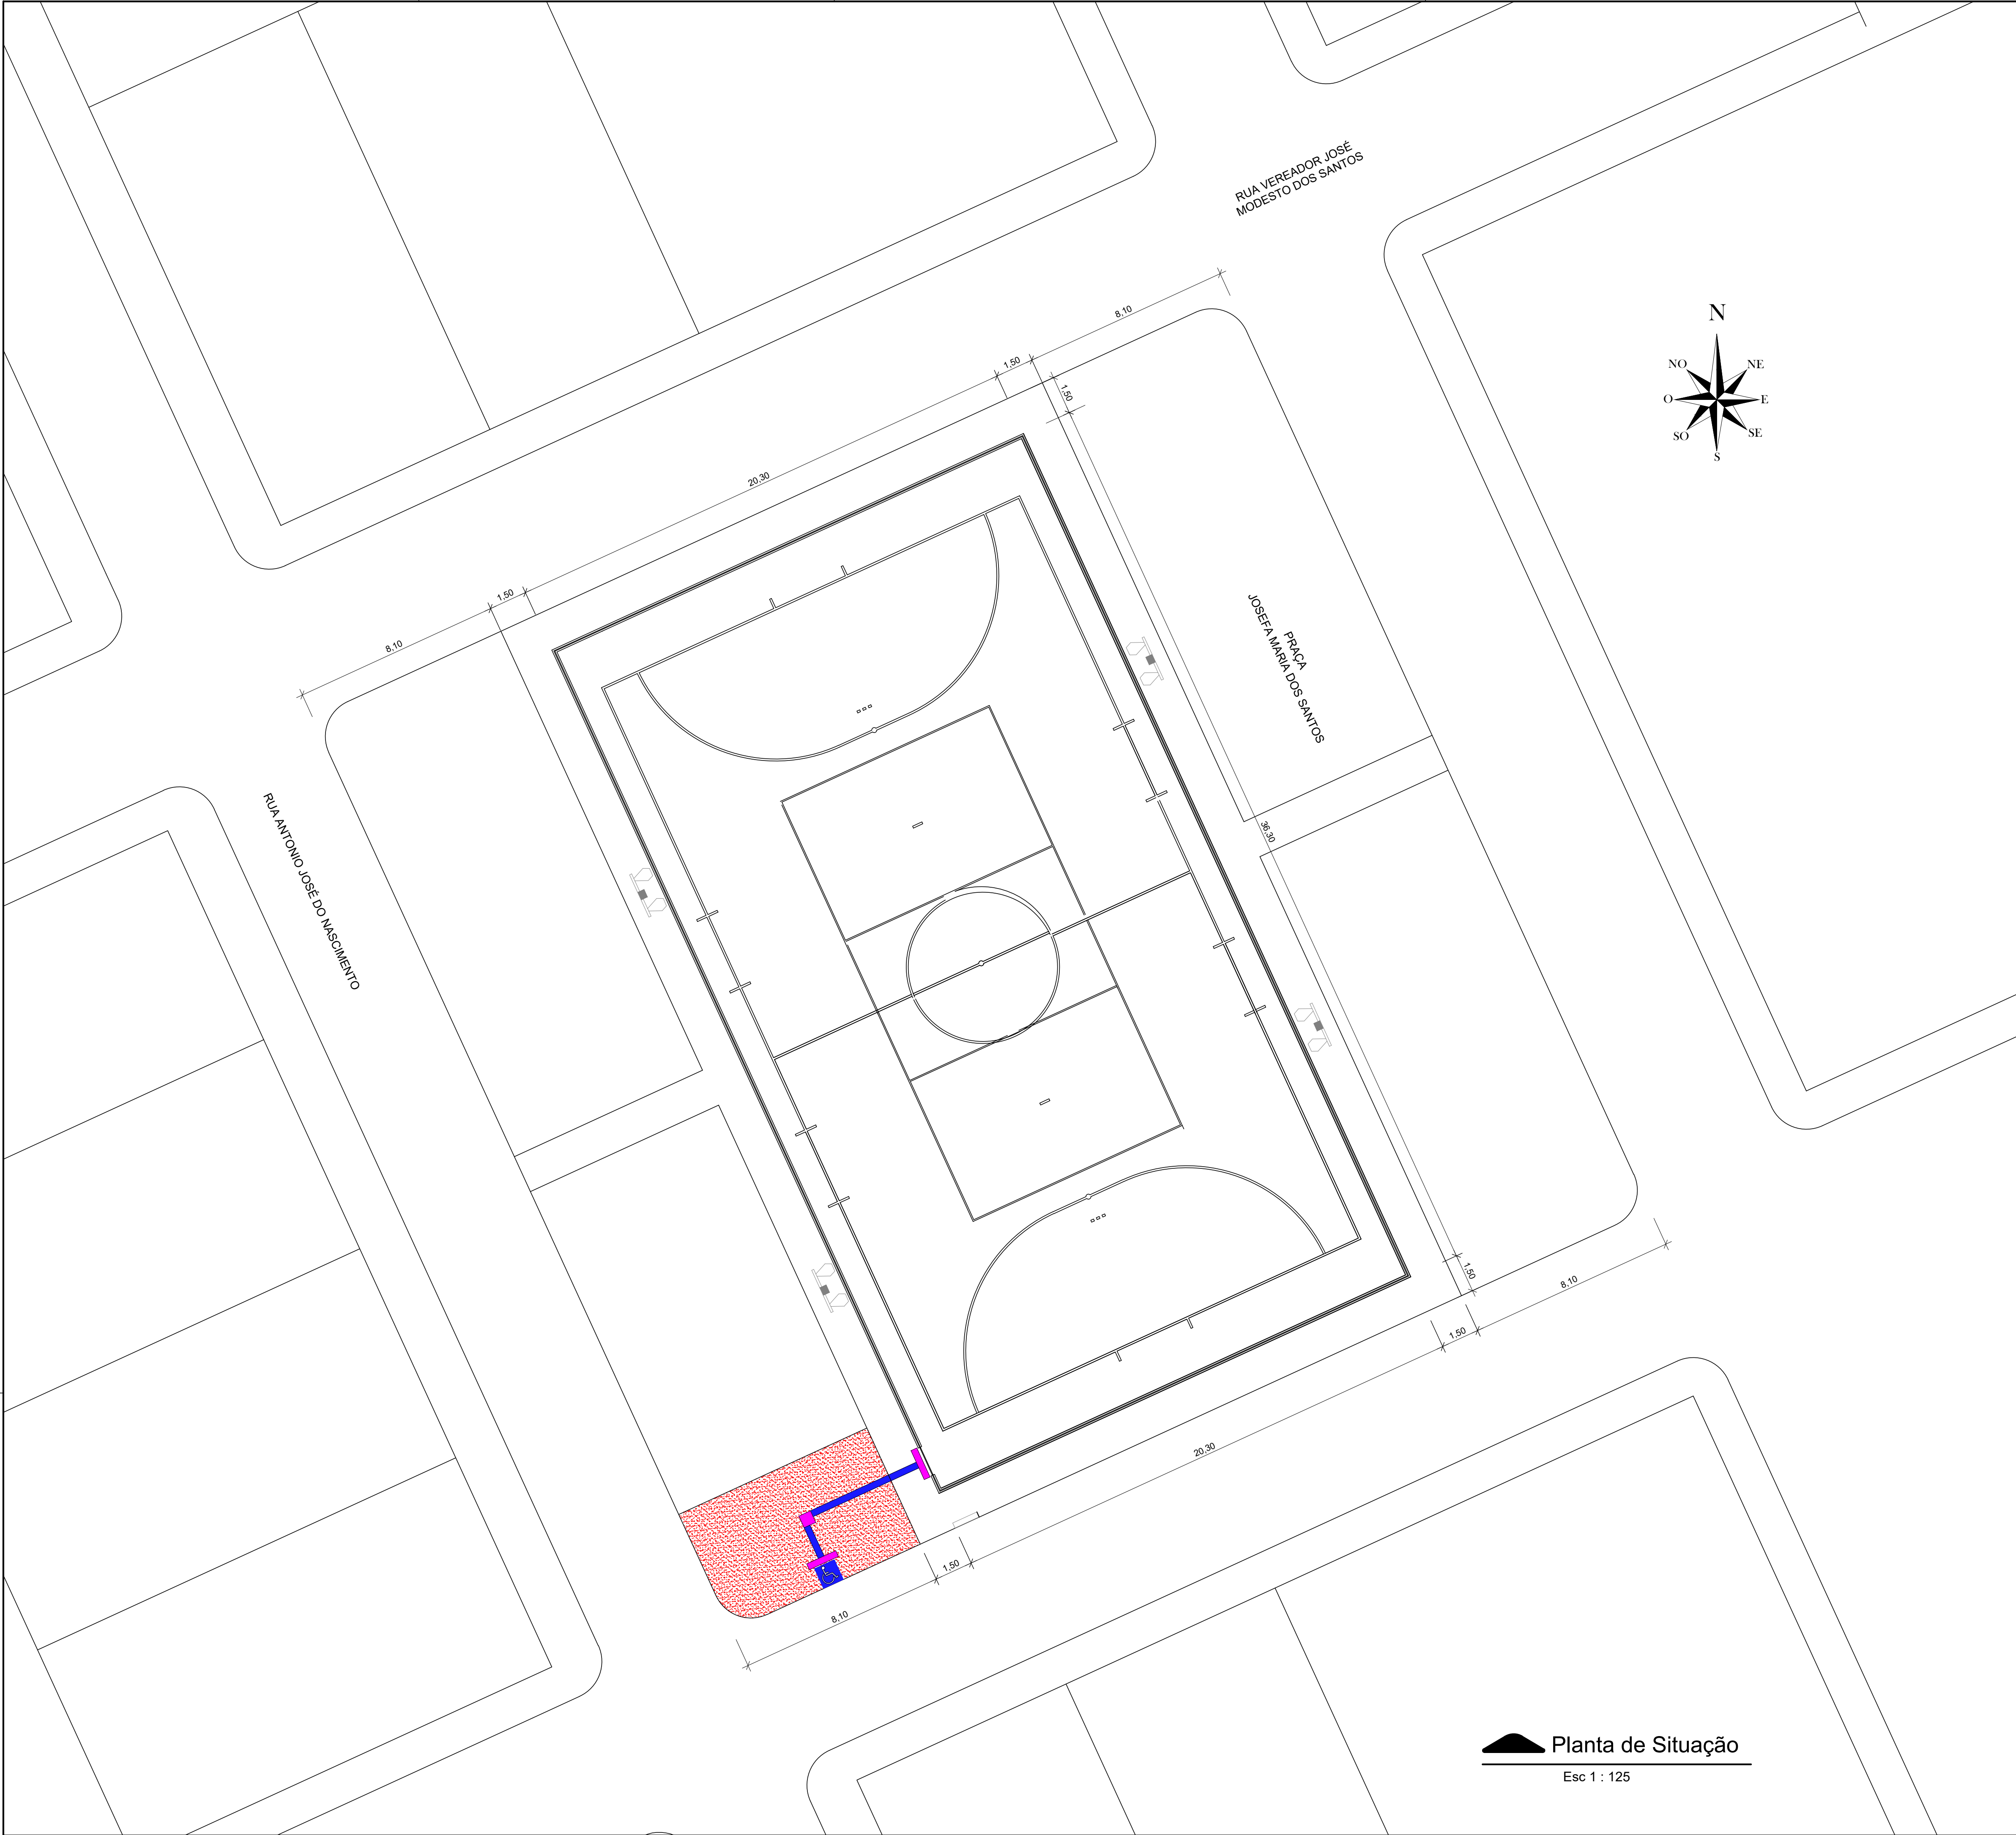 RUA VEREADOR JOSÉ
MODESTO DOS SANTOS
8,10
1,50
1,50
20,30
1,50
8,10
N
NO
NE
O
E
SO
SE
S
PRAÇA
JOSEFA MARIA DOS SANTOS
RUA ANTONIO JOSÉ DO NASCIMENTO
36,30
1,50
8,10
1,50
20,30
1,50
8,10
Planta de Situação
Esc 1 : 125